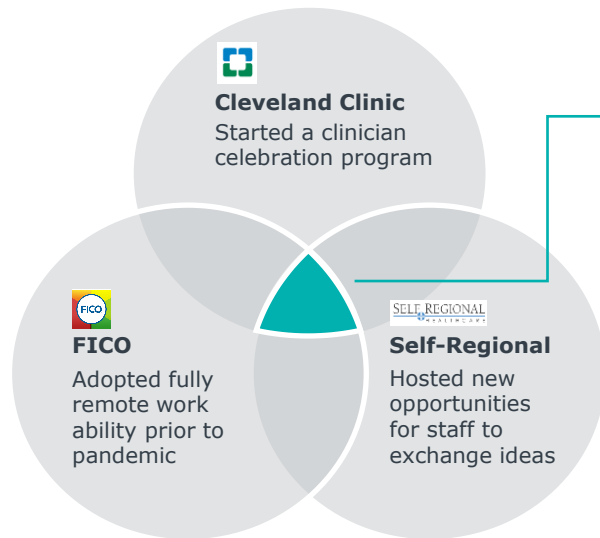 Cleveland Clinic
Started a clinician
celebration program
FICO
FICO
Adopted fully
remote work
ability prior to
pandemic
SELF REGIONAL
HEALTHCARE
Self-Regional
Hosted new
opportunities
for staff to
exchange ideas